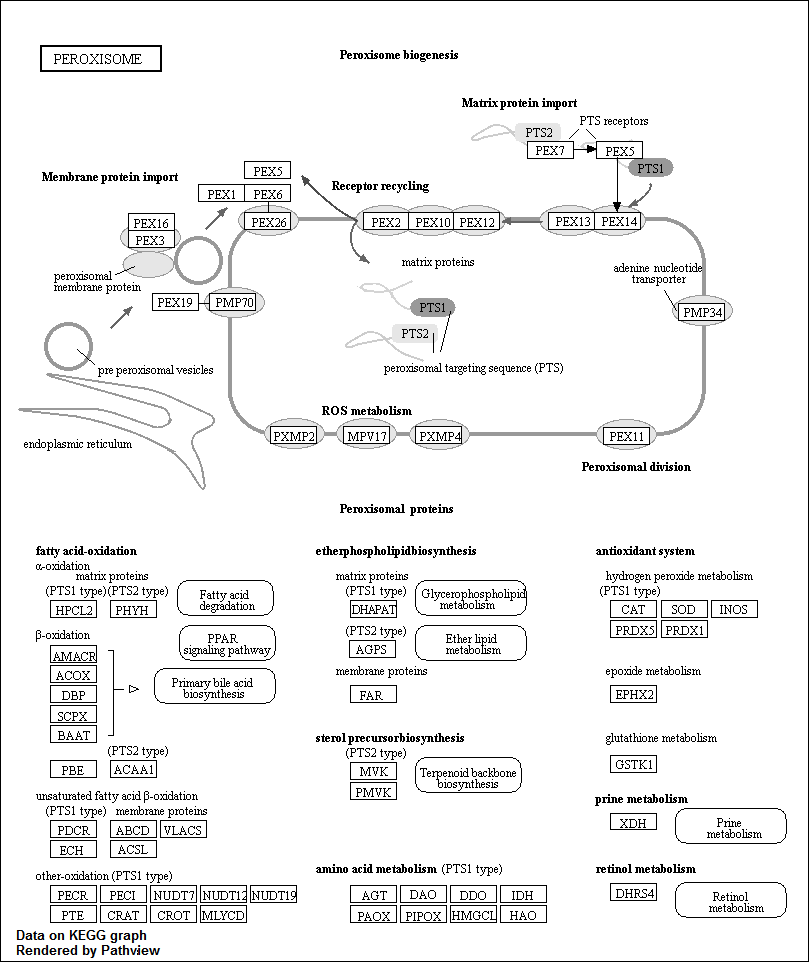 PEROXISOME
Peroxisome biogenesis
Matrix protein import
PTS2
PTS receptors
PEX7
PEX5
PTS1
Membrane protein import
PEX5
PEX1
PEX6
Receptor recycling
PEX16
PEX3
PEX26
PEX2
PEX10
PEX12
PEX13
PEX14
matrix proteins
adenine nucleotide
transporter
peroxisomal
membrane protein
PEX19
PMP70
PTS1
PMP34
PTS2
pre peroxisomal vesicles
peroxisomal targeting sequence (PTS)
ROS metabolism
endoplasmic reticulum
PXMP2
MPV17
PXMP4
PEX11
Peroxisomal division
Peroxisomal proteins
fatty acid-oxidation
α-oxidation
matrix proteins
(PTS1 type)
(PTS2 type)
HPCL2
PHYH
Fatty acid
degradation
β-oxidation
PPAR
signaling pathway
AMACR
ACOX
DBP
SCPX
BAAT
Primary bile acid
biosynthesis
(PTS2 type)
PBE
ACAA1
unsaturated fatty acid β-oxidation
(PTS1 type)
membrane proteins
PDCR
ABCD
VLACS
ECH
ACSL
other-oxidation (PTS1 type)
PECR
PECI
NUDT7
NUDT12
NUDT19
PTE
CRAT
CROT
MLYCD
etherphospholipidbiosynthesis
matrix proteins
(PTS1 type)
DHAPAT
Glycerophospholipid
metabolism
(PTS2 type)
AGPS
Ether lipid
metabolism
membrane proteins
FAR
sterol precursorbiosynthesis
(PTS2 type)
MVK
PMVK
Terpenoid backbone
biosynthesis
amino acid metabolism (PTS1 type)
AGT
DAO
DDO
IDH
PAOX
PIPOX
HMGCL
HAO
antioxidant system
hydrogen peroxide metabolism
(PTS1 type)
CAT
SOD
INOS
PRDX5
PRDX1
epoxide metabolism
EPHX2
glutathione metabolism
GSTK1
prine metabolism
XDH
Prine
metabolism
retinol metabolism
DHRS4
Retinol
metabolism
Data on KEGG graph
Rendered by Pathview